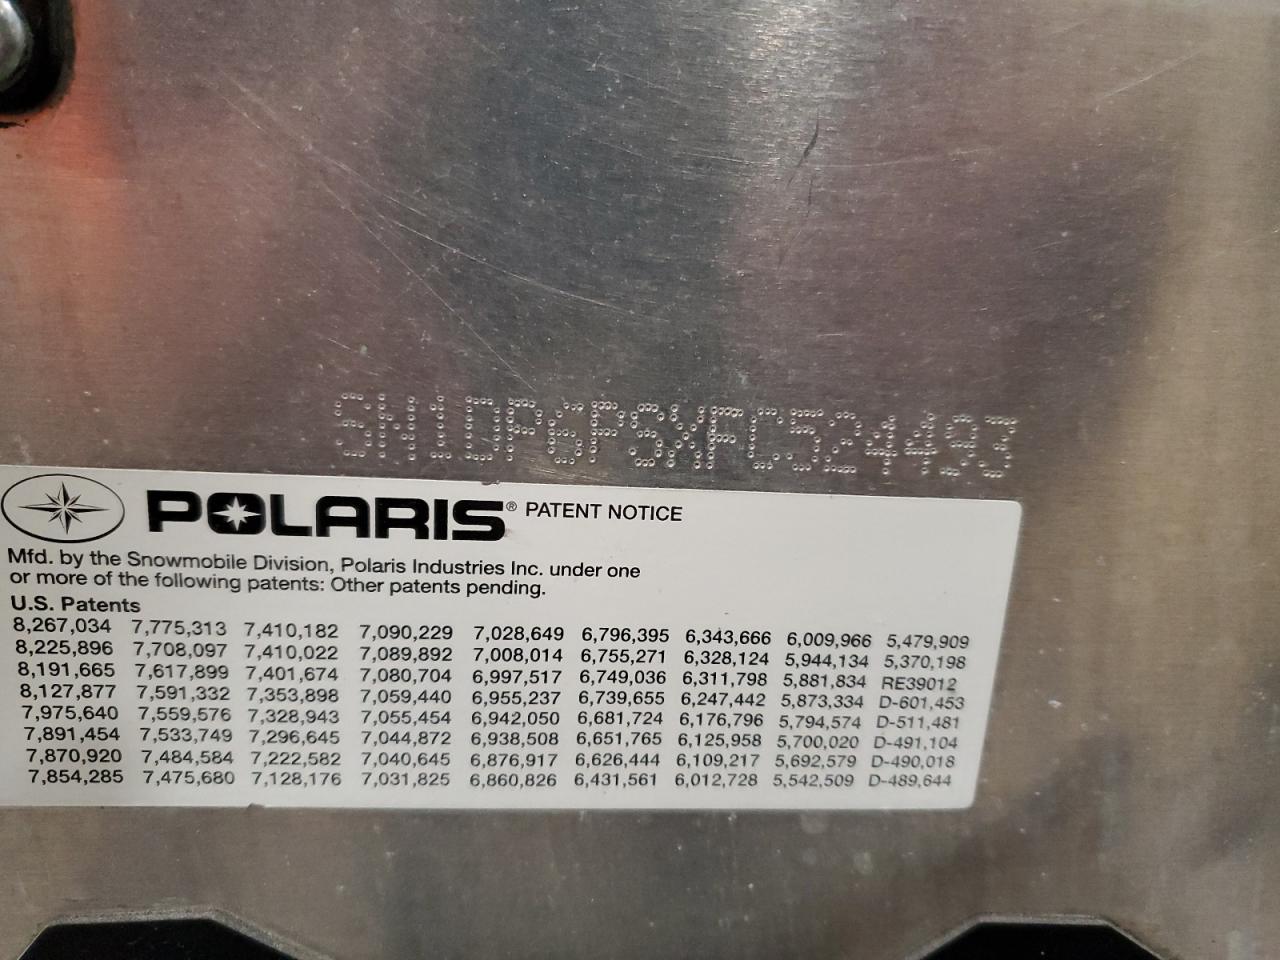 SN1DP6PSXPC524493
POLARIS® PATENT NOTICE
Mfd. by the Snowmobile Division, Polaris Industries Inc. under one
or more of the following patents: Other patents pending.
U.S. Patents
8,267,034 7,775,313 7,410,182 7,090,229 7,028,649 6,796,395 6,343,666 6,009,966 5,479,909
8,225,896 7,708,097 7,410,022 7,089,892 7,008,014 6,755,271 6,328,124 5,944,134 5,370,198
8,191,665 7,617,899 7,401,674 7,080,704 6,997,517 6,749,036 6,311,798 5,881,834 RE39012
8,127,877 7,591,332 7,353,898 7,059,440 6,955,237 6,739,655 6,247,442 5,873,334 D-601,453
7,975,640 7,559,576 7,328,943 7,055,454 6,942,050 6,681,724 6,176,796 5,794,574 D-511,481
7,891,454 7,533,749 7,296,645 7,044,872 6,938,508 6,651,765 6,125,958 5,700,020 D-491,104
7,870,920 7,484,584 7,222,582 7,040,645 6,876,917 6,626,444 6,109,217 5,692,579 D-490,018
7,854,285 7,475,680 7,128,176 7,031,825 6,860,826 6,431,561 6,012,728 5,542,509 D-489,644